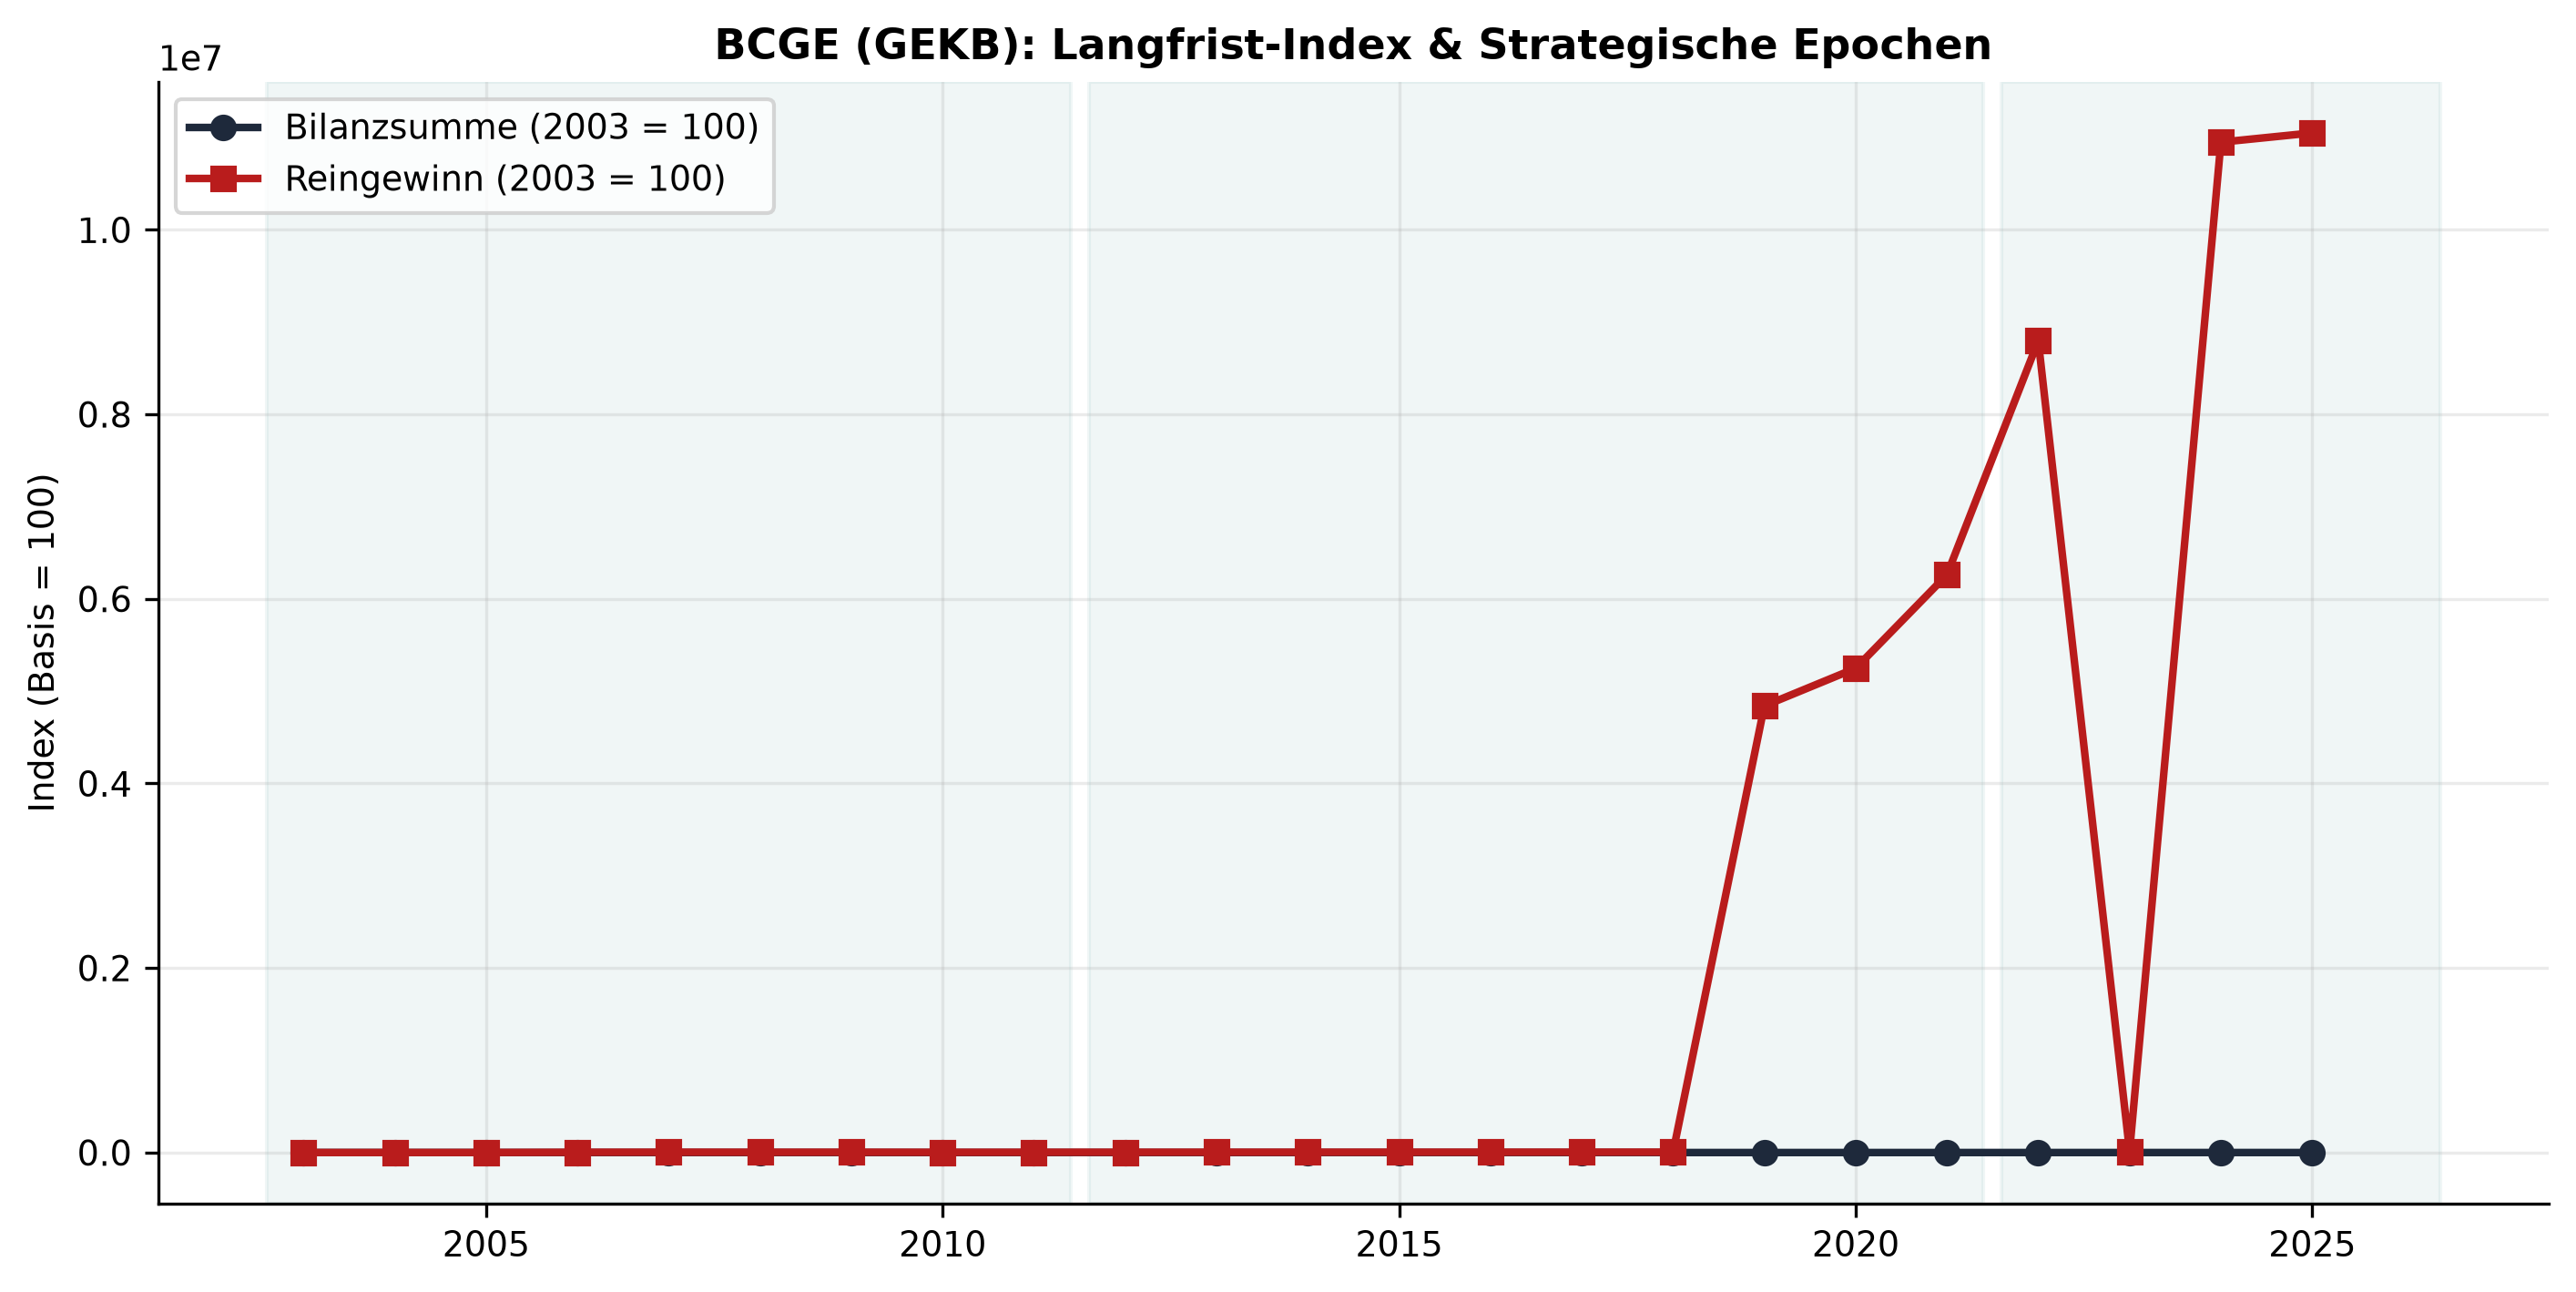 BCGE (GEKB): Langfrist-Index & Strategische Epochen
1e7
Bilanzsumme (2003 = 100)
Reingewinn (2003 = 100)
1.0
0.8
0.6
0.4
0.2
0.0
Index (Basis = 100)
2005 2010 2015 2020 2025